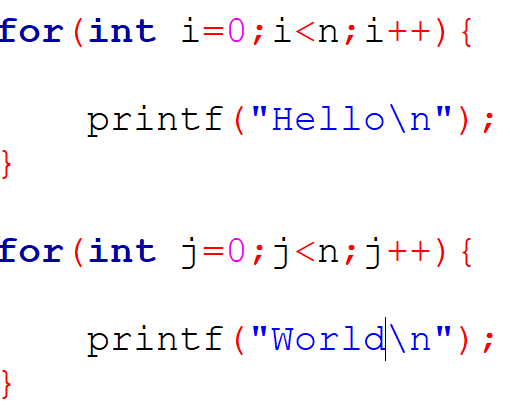 for(int i=0;i<n;i++){
printf("Hello\n");
}
for(int j=0;j<n;j++){
printf("World\n");
}